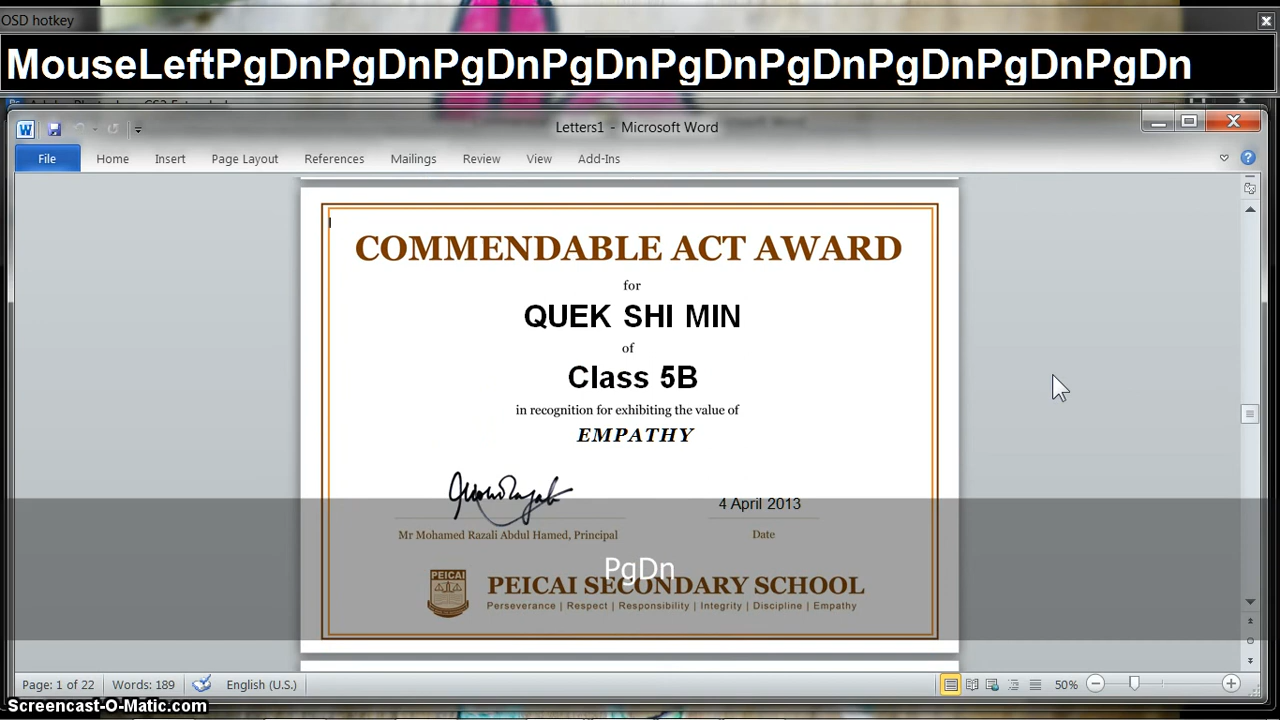 OSD hotkey
MouseLeftPgDnPgDnPgDnPgDnPgDnPgDnPgDnPgDnPgDn
Letters1 - Microsoft Word
File Home Insert Page Layout References Mailings Review View Add-Ins
COMMENDABLE ACT AWARD
for
QUEK SHI MIN
of
Class 5B
in recognition for exhibiting the value of
EMPATHY
4 April 2013
Mr Mohamed Razali Abdul Hamed, Principal Date
PgDn
PEICAI
PEICAI SECONDARY SCHOOL
Perseverance | Respect | Responsibility | Integrity | Discipline | Empathy
Page: 1 of 22 Words: 189 English (U.S.) 50%
Screencast-O-Matic.com